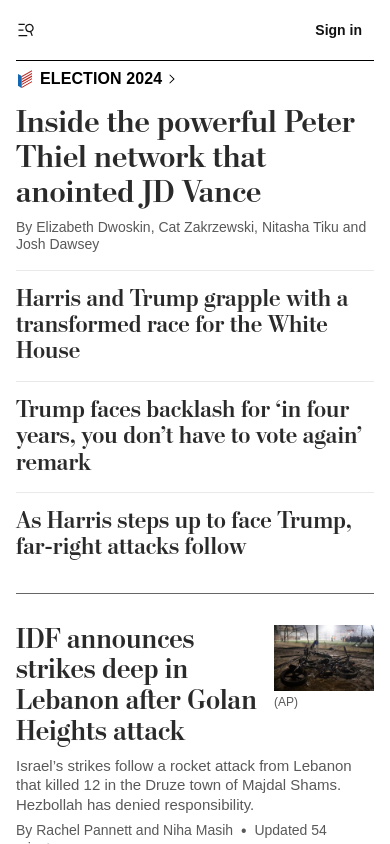 Sign in
ELECTION 2024
Inside the powerful Peter
Thiel network that
anointed JD Vance
By Elizabeth Dwoskin, Cat Zakrzewski, Nitasha Tiku and
Josh Dawsey
Harris and Trump grapple with a
transformed race for the White
House
Trump faces backlash for ‘in four
years, you don’t have to vote again’
remark
As Harris steps up to face Trump,
far-right attacks follow
IDF announces
strikes deep in
Lebanon after Golan
Heights attack
(AP)
Israel’s strikes follow a rocket attack from Lebanon
that killed 12 in the Druze town of Majdal Shams.
Hezbollah has denied responsibility.
By Rachel Pannett and Niha Masih • Updated 54